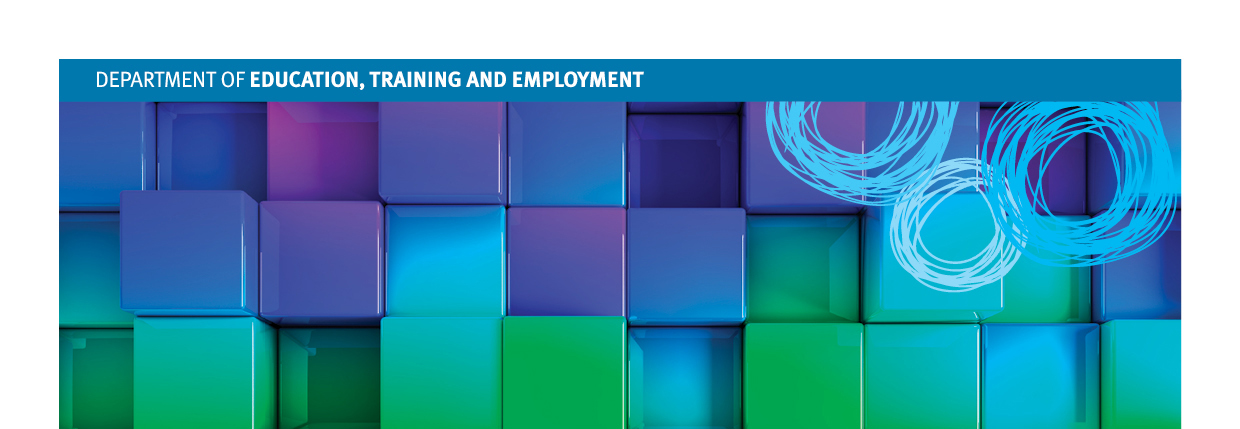 DEPARTMENT OF EDUCATION, TRAINING AND EMPLOYMENT